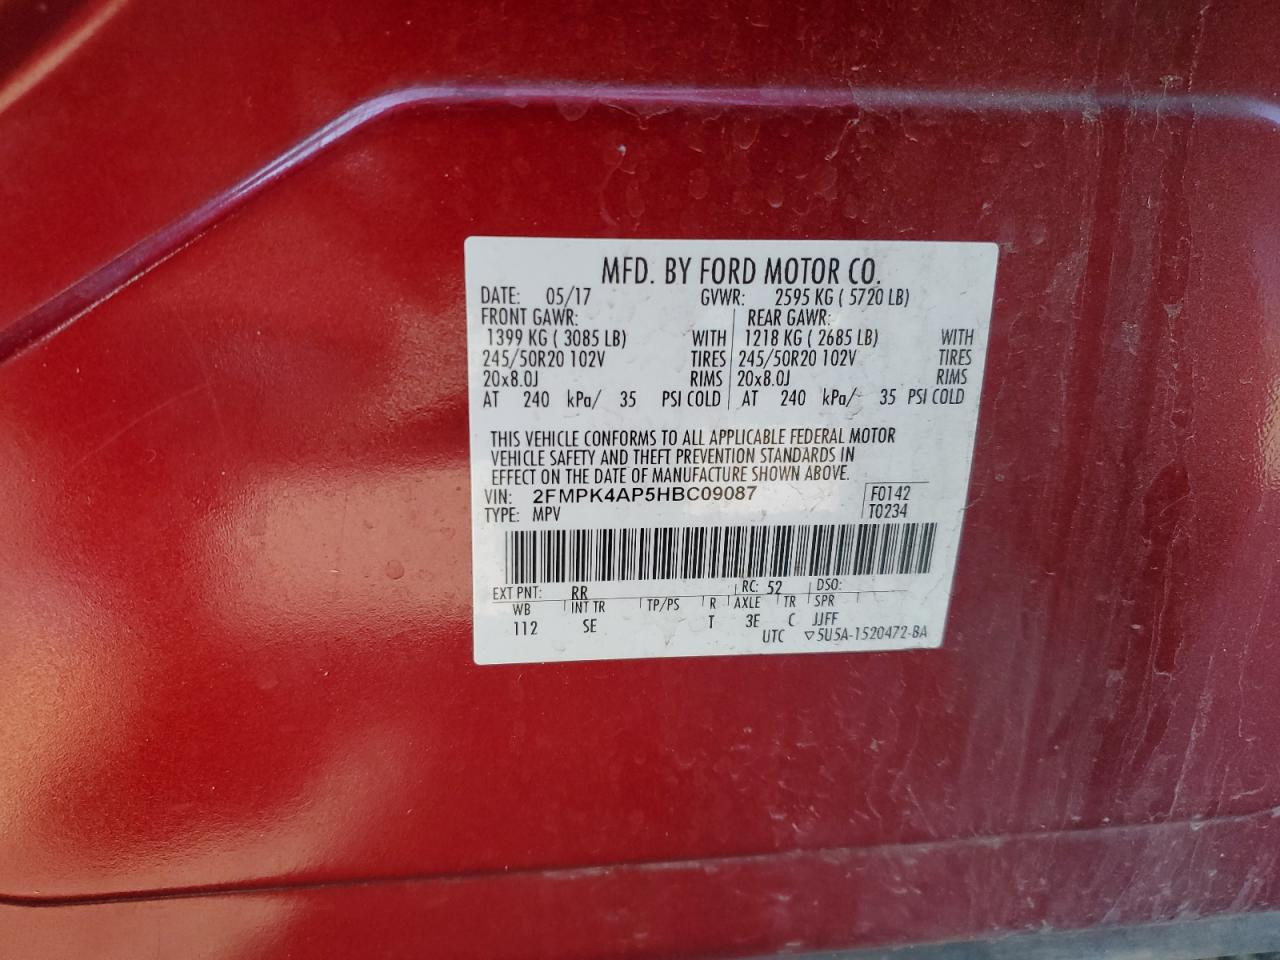 MFD. BY FORD MOTOR CO.
DATE: 05/17 GVWR: 2595 KG ( 5720 LB)
FRONT GAWR: REAR GAWR:
1399 KG ( 3085 LB) WITH 1218 KG ( 2685 LB) WITH
245/50R20 102V TIRES 245/50R20 102V TIRES
20x8.0J RIMS 20x8.0J RIMS
AT 240 kPa/ 35 PSI COLD AT 240 kPa/ 35 PSI COLD
THIS VEHICLE CONFORMS TO ALL APPLICABLE FEDERAL MOTOR
VEHICLE SAFETY AND THEFT PREVENTION STANDARDS IN
EFFECT ON THE DATE OF MANUFACTURE SHOWN ABOVE.
VIN: 2FMPK4AP5HBC09087 F0142
TYPE: MPV T0234
EXT PNT: RR RC: 52 DSO:
WB INT TR TP/PS R AXLE TR SPR
112 SE T 3E C JJFF
UTC ▽5U5A-1520472-BA